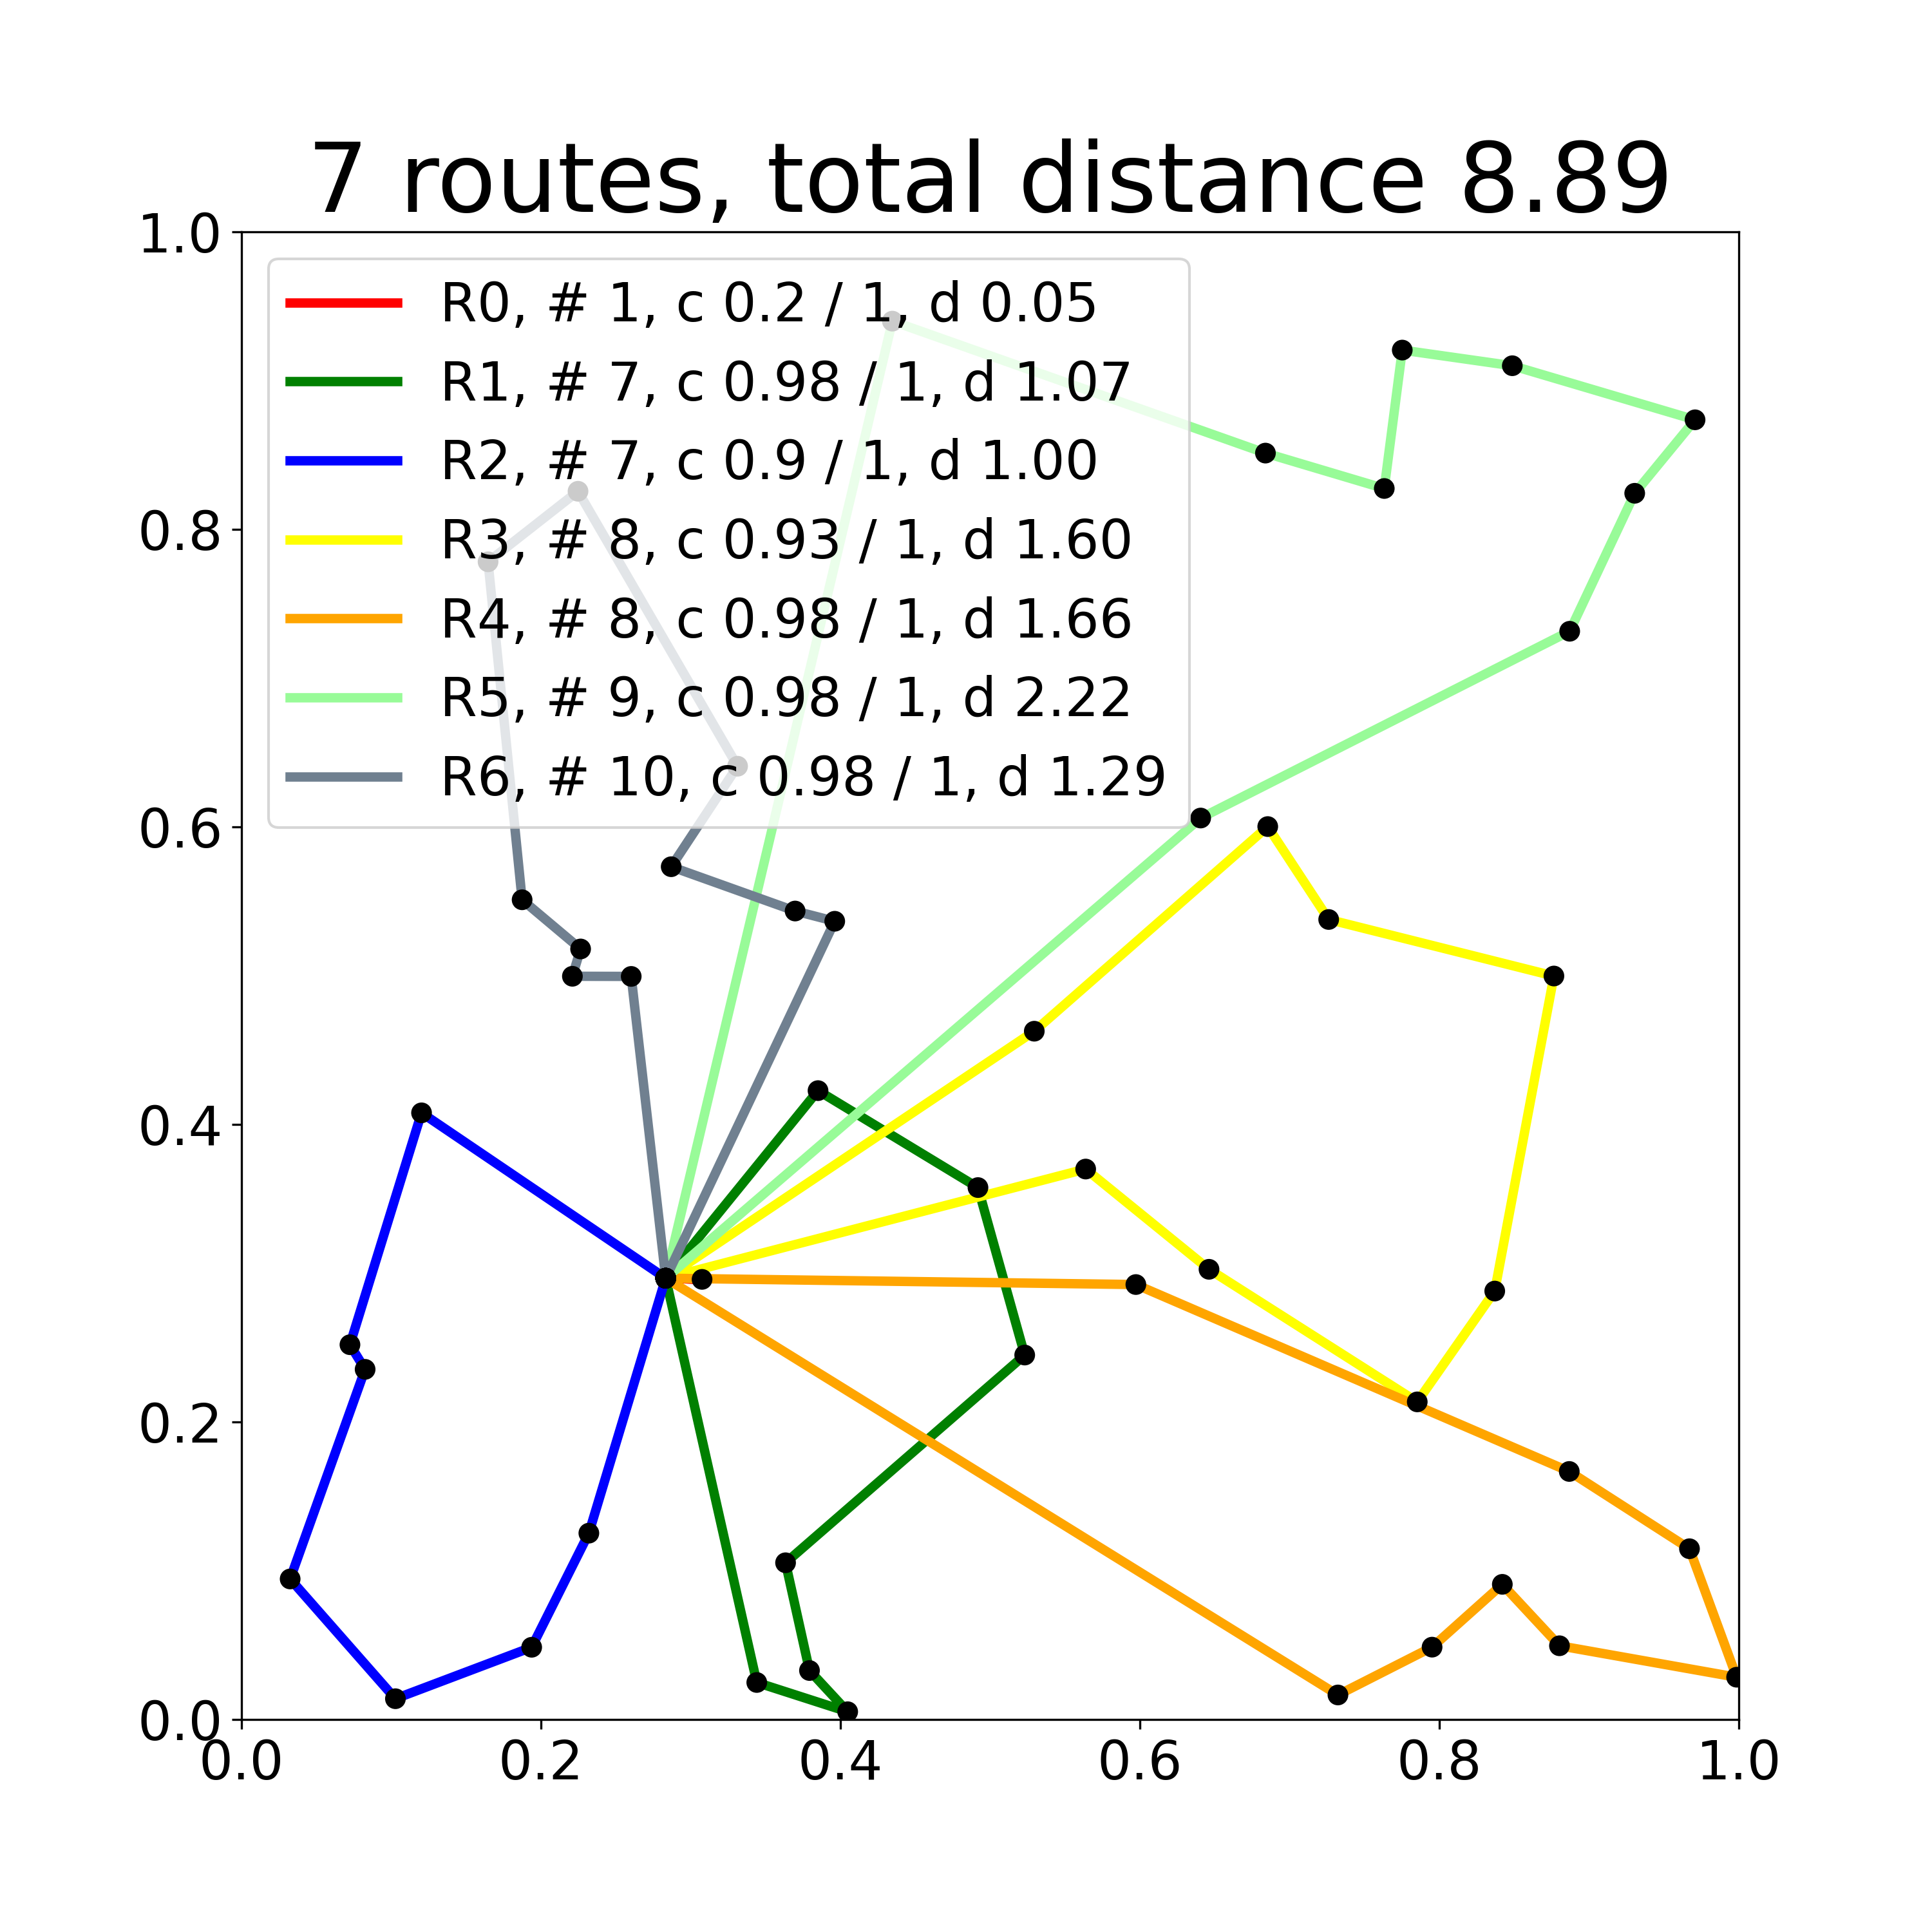 7 routes, total distance 8.89
1.0
R0, # 1, c 0.2 / 1, d 0.05
R1, # 7, c 0.98 / 1, d 1.07
R2, # 7, c 0.9 / 1, d 1.00
R3, # 8, c 0.93 / 1, d 1.60
R4, # 8, c 0.98 / 1, d 1.66
R5, # 9, c 0.98 / 1, d 2.22
R6, # 10, c 0.98 / 1, d 1.29
0.8
0.6
0.4
0.2
0.0
0.0 0.2 0.4 0.6 0.8 1.0